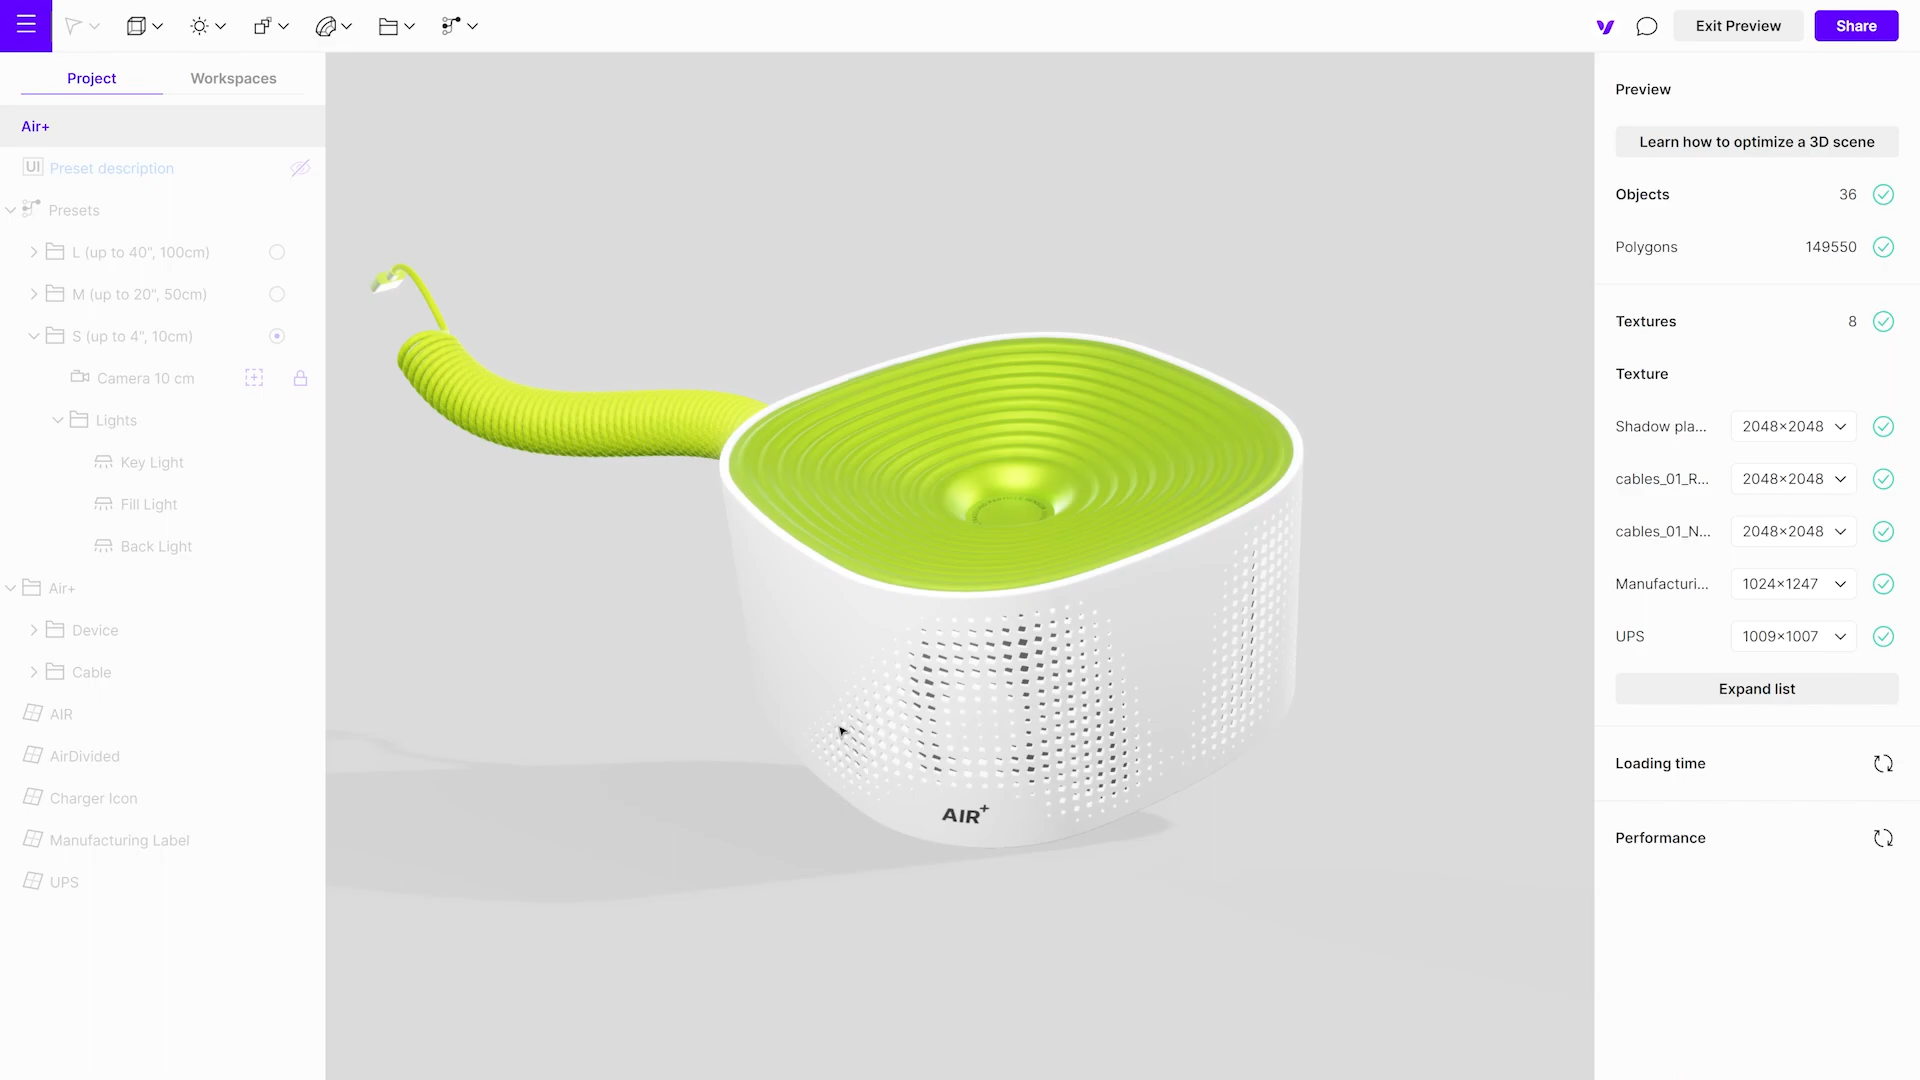 Exit Preview
Share
Project
Workspaces
Air+
UI Preset description
Presets
L (up to 40", 100cm)
M (up to 20", 50cm)
S (up to 4", 10cm)
Camera 10 cm
Lights
Key Light
Fill Light
Back Light
Air+
Device
Cable
AIR
AirDivided
Charger Icon
Manufacturing Label
UPS
AIR+
Preview
Learn how to optimize a 3D scene
Objects 36
Polygons 149550
Textures 8
Texture
Shadow pla... 2048×2048
cables_01_R... 2048×2048
cables_01_N... 2048×2048
Manufacturi... 1024×1247
UPS 1009×1007
Expand list
Loading time
Performance